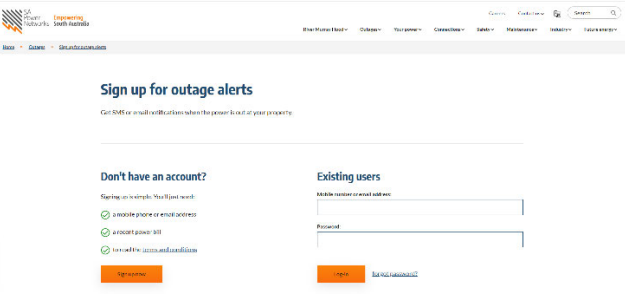 SA
Power
Networks
Empowering
South Australia
Careers
Contact us
Search
River Murray Flood
Outages
Your power
Connections
Safety
Maintenance
Industry
Future energy
Home
Outages
Sign up for outage alerts
Sign up for outage alerts
Get SMS or email notifications when the power is out at your property.
Don't have an account?
Signing up is simple. You'll just need:
a mobile phone or email address
a recent power bill
to read the terms and conditions
Sign up now
Existing users
Mobile number or email address
Password
Log in
Forgot password?